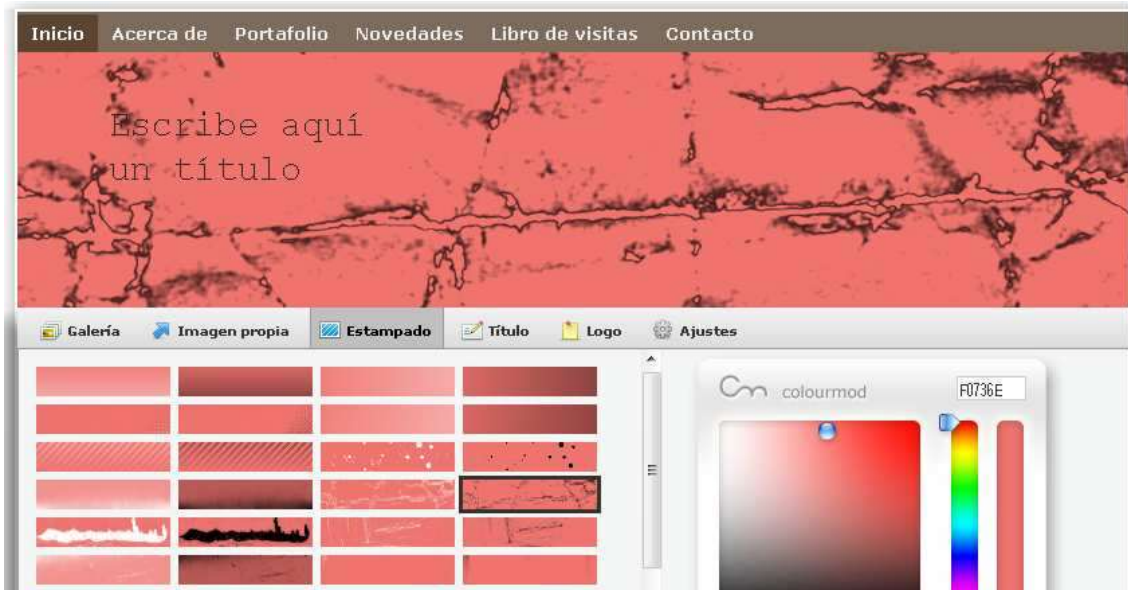 Inicio Acerca de Portafolio Novedades Libro de visitas Contacto
Escribe aquí
un título
Galería Imagen propia Estampado Título Logo Ajustes
Cm colourmod F0736E